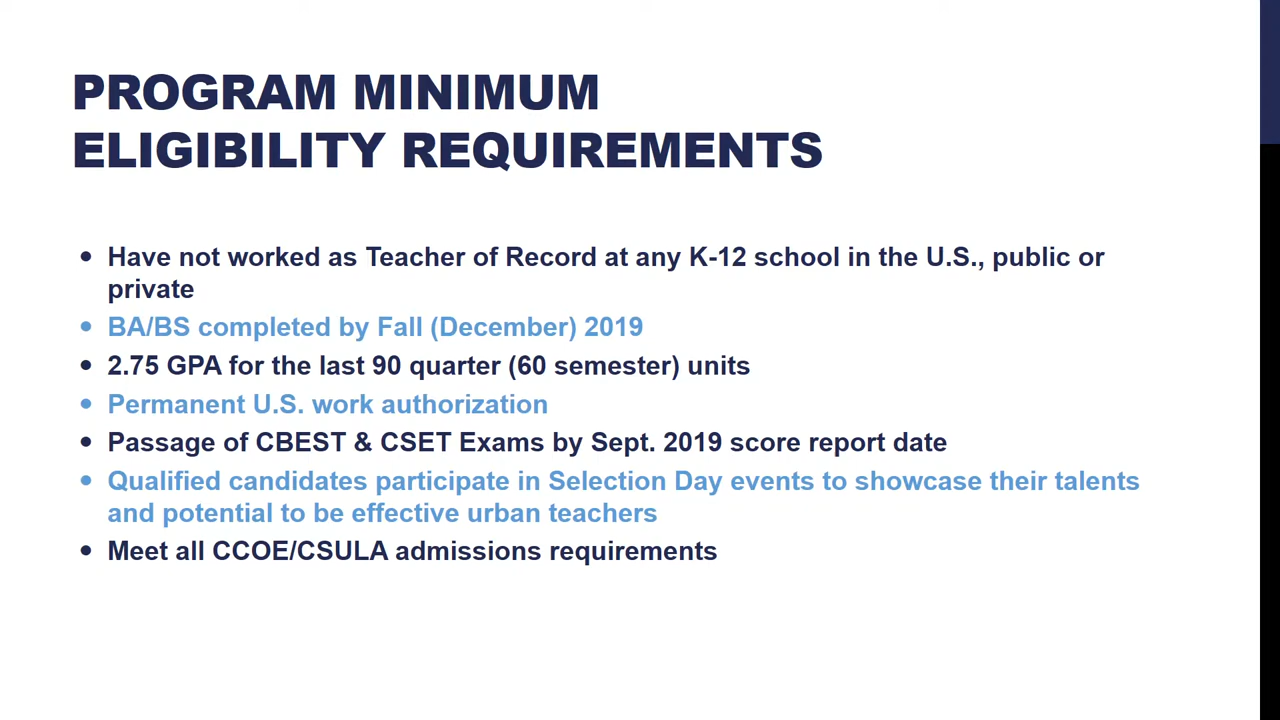 PROGRAM MINIMUM
ELIGIBILITY REQUIREMENTS
• Have not worked as Teacher of Record at any K-12 school in the U.S., public or
private
• BA/BS completed by Fall (December) 2019
• 2.75 GPA for the last 90 quarter (60 semester) units
• Permanent U.S. work authorization
• Passage of CBEST & CSET Exams by Sept. 2019 score report date
• Qualified candidates participate in Selection Day events to showcase their talents
and potential to be effective urban teachers
• Meet all CCOE/CSULA admissions requirements